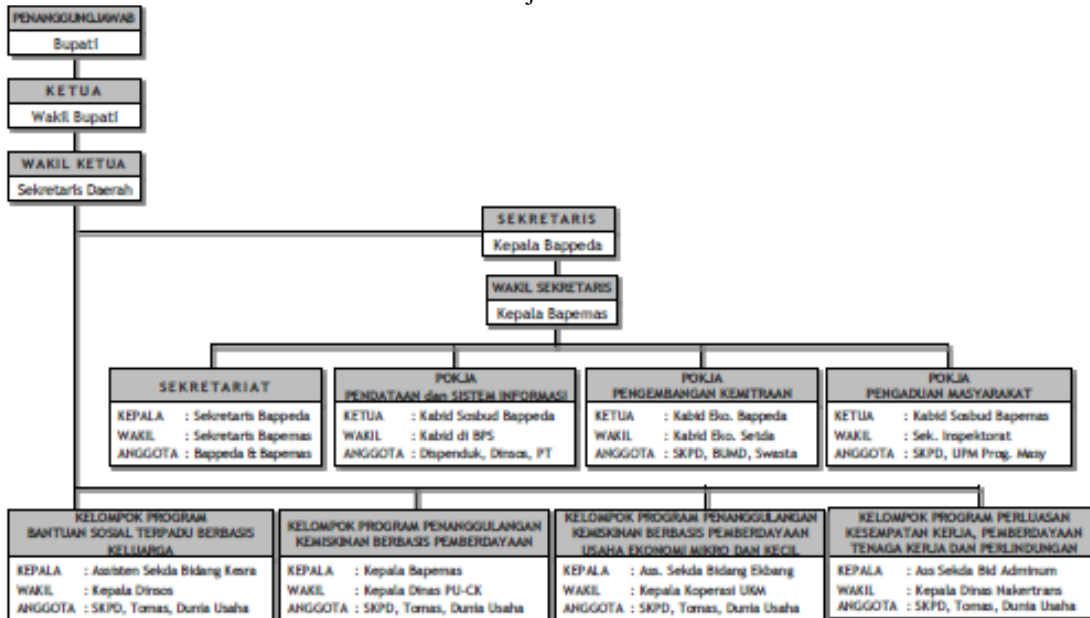 PENANGGUNGJAWAB
Bupati
KETUA
Wakil Bupati
WAKIL KETUA
Sekretaris Daerah
SEKRETARIS
Kepala Bappeda
WAKIL SEKRETARIS
Kepala Bapemas
SEKRETARIAT
KEPALA : Sekretaris Bappeda
WAKIL : Sekretaris Bapemas
ANGGOTA : Bappeda & Bapemas
POKJA
PENDATAAN dan SISTEM INFORMASI
KETUA : Kabid Sosbud Bappeda
WAKIL : Kabid di BPS
ANGGOTA : Dispenduk, Dinsos, PT
POKJA
PENGEMBANGAN KEMITRAAN
KETUA : Kabid Eko. Bappeda
WAKIL : Kabid Eko. Setda
ANGGOTA : SKPD, BUMD, Swasta
POKJA
PENGADUAN MASYARAKAT
KETUA : Kabid Sosbud Bapemas
WAKIL : Sek. Inspektorat
ANGGOTA : SKPD, UPM Prog. Masy
KELOMPOK PROGRAM
BANTUAN SOSIAL TERPADU BERBASIS
KELUARGA
KEPALA : Assisten Sekda Bidang Kesra
WAKIL : Kepala Dinsos
ANGGOTA : SKPD, Tomas, Dunia Usaha
KELOMPOK PROGRAM PENANGGULANGAN
KEMISKINAN BERBASIS PEMBERDAYAAN
KEPALA : Kepala Bapemas
WAKIL : Kepala Dinas PU-CK
ANGGOTA : SKPD, Tomas, Dunia Usaha
KELOMPOK PROGRAM PENANGGULANGAN
KEMISKINAN BERBASIS PEMBERDAYAAN
USAHA EKONOMI MIKRO DAN KECIL
KEPALA : Ass. Sekda Bidang Ekbang
WAKIL : Kepala Koperasi UKM
ANGGOTA : SKPD, Tomas, Dunia Usaha
KELOMPOK PROGRAM PERLUASAN
KESEMPATAN KERJA, PEMBERDAYAAN
TENAGA KERJA DAN PERLINDUNGAN
KEPALA : Ass Sekda Bid Adminum
WAKIL : Kepala Dinas Nakertrans
ANGGOTA : SKPD, Tomas, Dunia Usaha